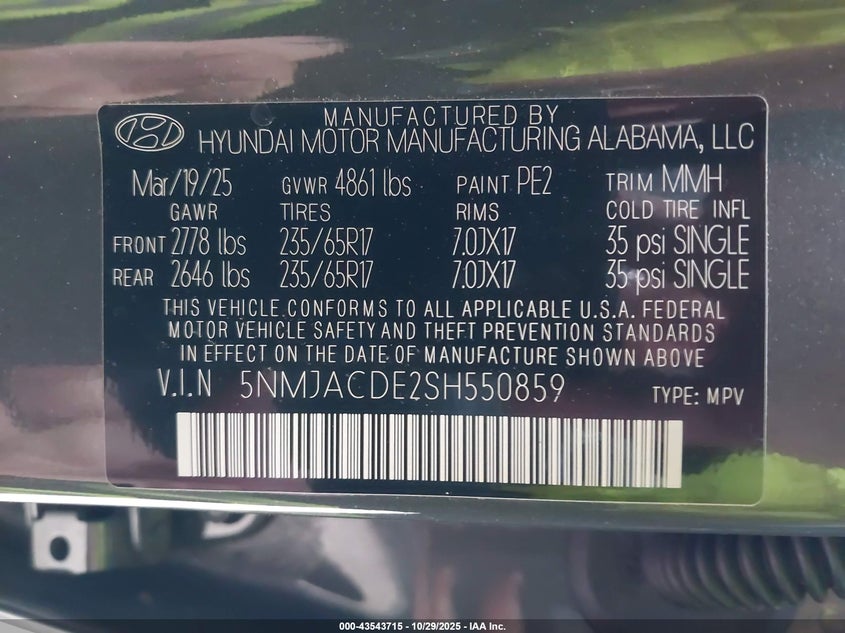 MANUFACTURED BY
HYUNDAI MOTOR MANUFACTURING ALABAMA, LLC
Mar/19/25 GVWR 4861 lbs PAINT PE2 TRIM MMH
GAWR TIRES RIMS COLD TIRE INFL
FRONT 2778 lbs 235/65R17 7.0JX17 35 psi SINGLE
REAR 2646 lbs 235/65R17 7.0JX17 35 psi SINGLE
THIS VEHICLE CONFORMS TO ALL APPLICABLE U.S.A. FEDERAL
MOTOR VEHICLE SAFETY AND THEFT PREVENTION STANDARDS
IN EFFECT ON THE DATE OF MANUFACTURE SHOWN ABOVE
V.I.N 5NMJACDE2SH550859 TYPE: MPV
000-43543715 - 10/29/2025 - IAA Inc.